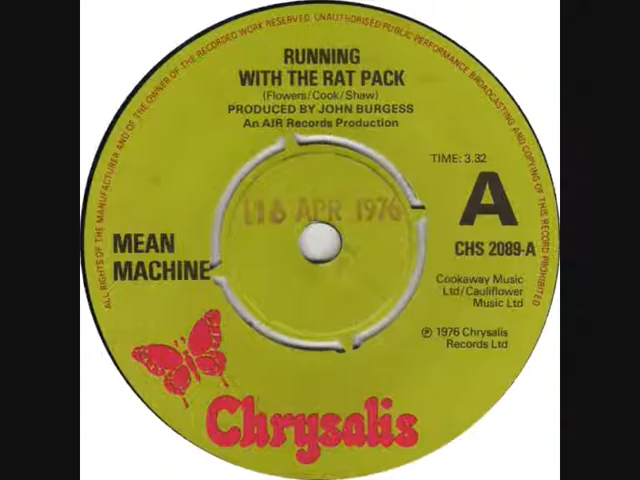 ALL RIGHTS OF THE MANUFACTURER AND OF THE OWNER OF THE RECORDED WORK RESERVED. UNAUTHORISED PUBLIC PERFORMANCE BROADCASTING AND COPYING OF THIS RECORD PROHIBITED
RUNNING
WITH THE RAT PACK
(Flowers/Cook/Shaw)
PRODUCED BY JOHN BURGESS
An AIR Records Production
TIME: 3.32
A
16 APR 1976
MEAN
MACHINE
CHS 2089-A
Cookaway Music
Ltd/Cauliflower
Music Ltd
℗ 1976 Chrysalis
Records Ltd
Chrysalis